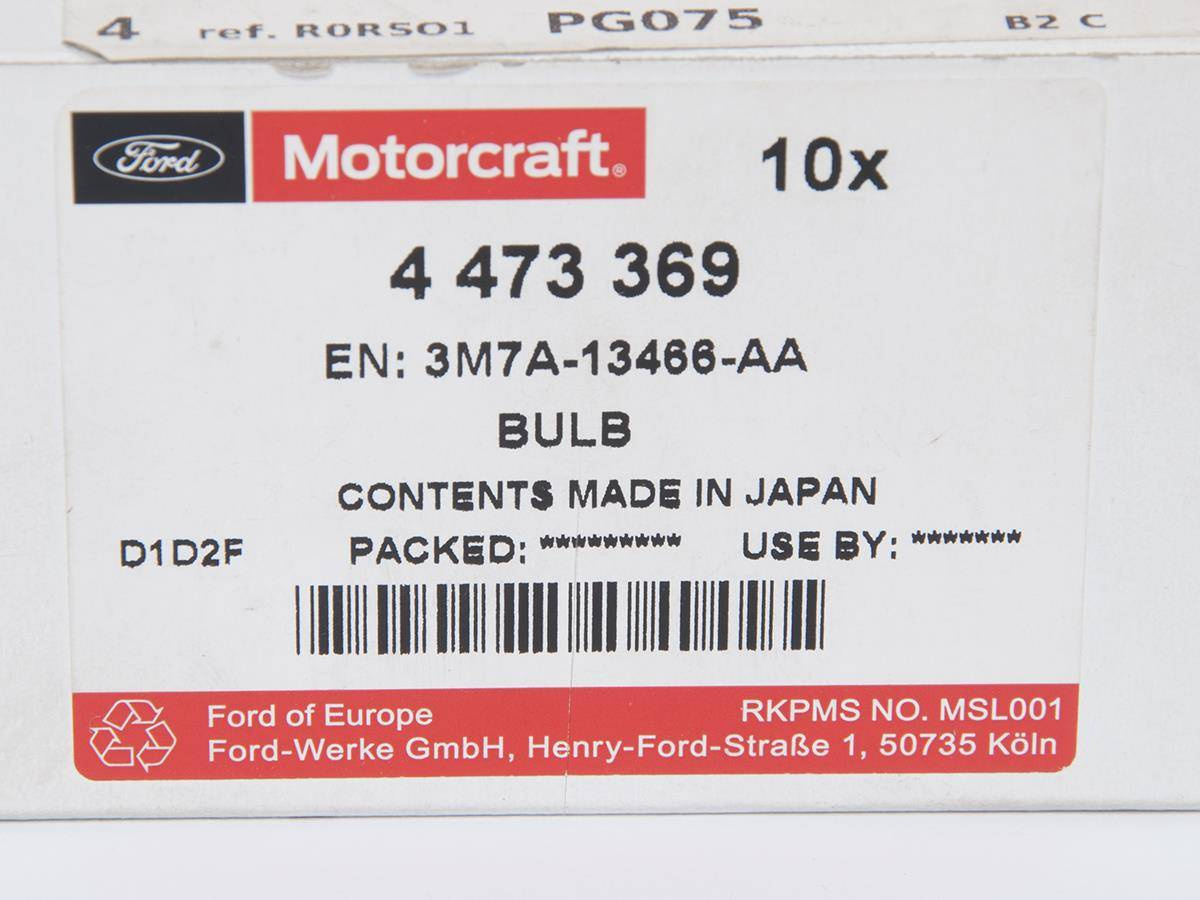 4 ref. RORSO1 PG075 B2 C
Ford Motorcraft® 10x
4 473 369
EN: 3M7A-13466-AA
BULB
CONTENTS MADE IN JAPAN
D1D2F PACKED: ********* USE BY: *******
Ford of Europe RKPMS NO. MSL001
Ford-Werke GmbH, Henry-Ford-Straße 1, 50735 Köln